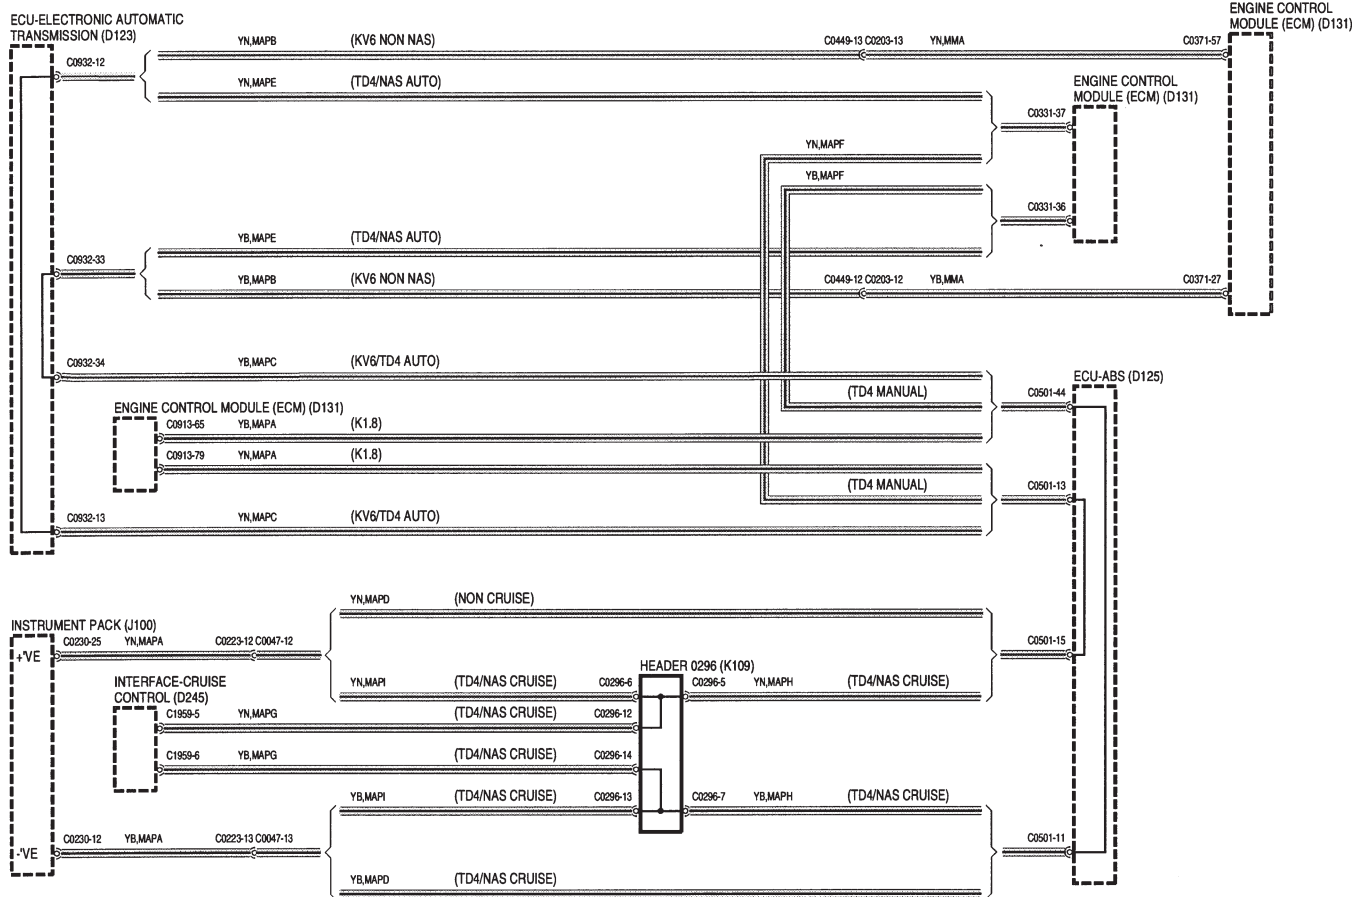 ECU-ELECTRONIC AUTOMATIC
TRANSMISSION (D123)
ENGINE CONTROL
MODULE (ECM) (D131)
C0932-12
YN,MAPB
(KV6 NON NAS)
C0449-13 C0203-13
YN,MMA
C0371-57
YN,MAPE
(TD4/NAS AUTO)
ENGINE CONTROL
MODULE (ECM) (D131)
C0331-37
YN,MAPF
YB,MAPF
C0331-36
C0932-33
YB,MAPE
(TD4/NAS AUTO)
YB,MAPB
(KV6 NON NAS)
C0449-12 C0203-12
YB,MMA
C0371-27
C0932-34
YB,MAPC
(KV6/TD4 AUTO)
(TD4 MANUAL)
C0501-44
ECU-ABS (D125)
ENGINE CONTROL MODULE (ECM) (D131)
C0913-65
YB,MAPA
(K1.8)
C0913-79
YN,MAPA
(K1.8)
(TD4 MANUAL)
C0501-13
C0932-13
YN,MAPC
(KV6/TD4 AUTO)
INSTRUMENT PACK (J100)
+'VE
C0230-25
YN,MAPA
C0223-12 C0047-12
YN,MAPD
(NON CRUISE)
C0501-15
HEADER 0296 (K109)
YN,MAPI
(TD4/NAS CRUISE)
C0296-6
C0296-5
YN,MAPH
(TD4/NAS CRUISE)
INTERFACE-CRUISE
CONTROL (D245)
C1959-5
YN,MAPG
(TD4/NAS CRUISE)
C0296-12
C1959-6
YB,MAPG
(TD4/NAS CRUISE)
C0296-14
YB,MAPI
(TD4/NAS CRUISE)
C0296-13
C0296-7
YB,MAPH
(TD4/NAS CRUISE)
-'VE
C0230-12
YB,MAPA
C0223-13 C0047-13
C0501-11
YB,MAPD
(TD4/NAS CRUISE)